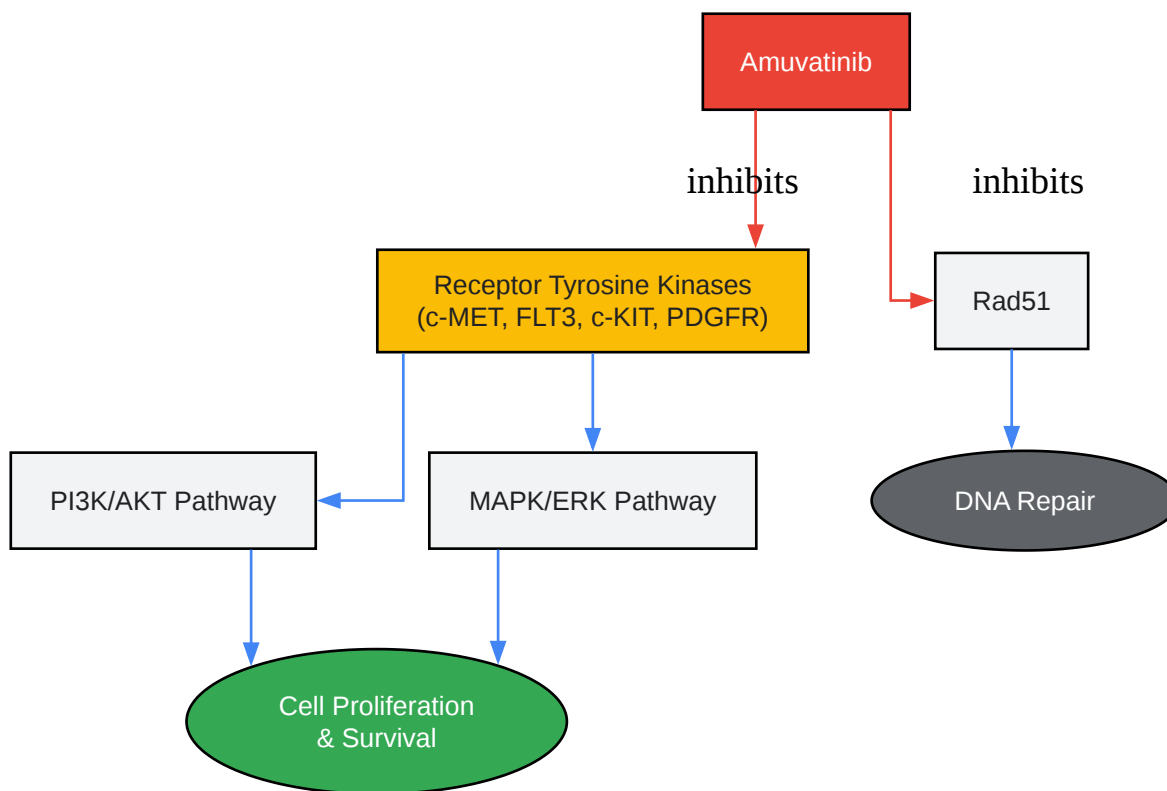 Amuvatinib
inhibits
inhibits
Receptor Tyrosine Kinases
(c-MET, FLT3, c-KIT, PDGFR)
Rad51
PI3K/AKT Pathway
MAPK/ERK Pathway
DNA Repair
Cell Proliferation
& Survival